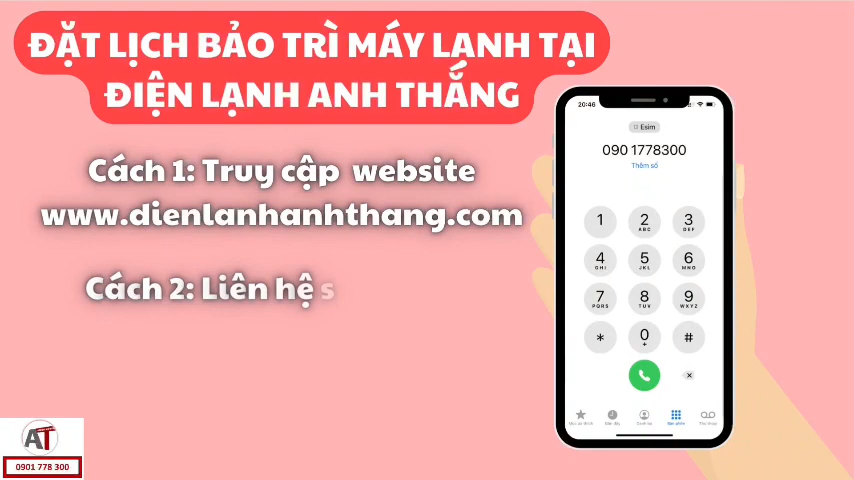 ĐẶT LỊCH BẢO TRÌ MÁY LẠNH TẠI
ĐIỆN LẠNH ANH THẮNG
Cách 1: Truy cập website
www.dienlanhanhthang.com
Cách 2: Liên hệ s
20:46
Esim
090 1778300
Thêm số
1
2
3
ABC
DEF
4
5
6
GHI
JKL
MNO
7
8
9
PQRS
TUV
WXYZ
*
0
#
+
AT
0901 778 300